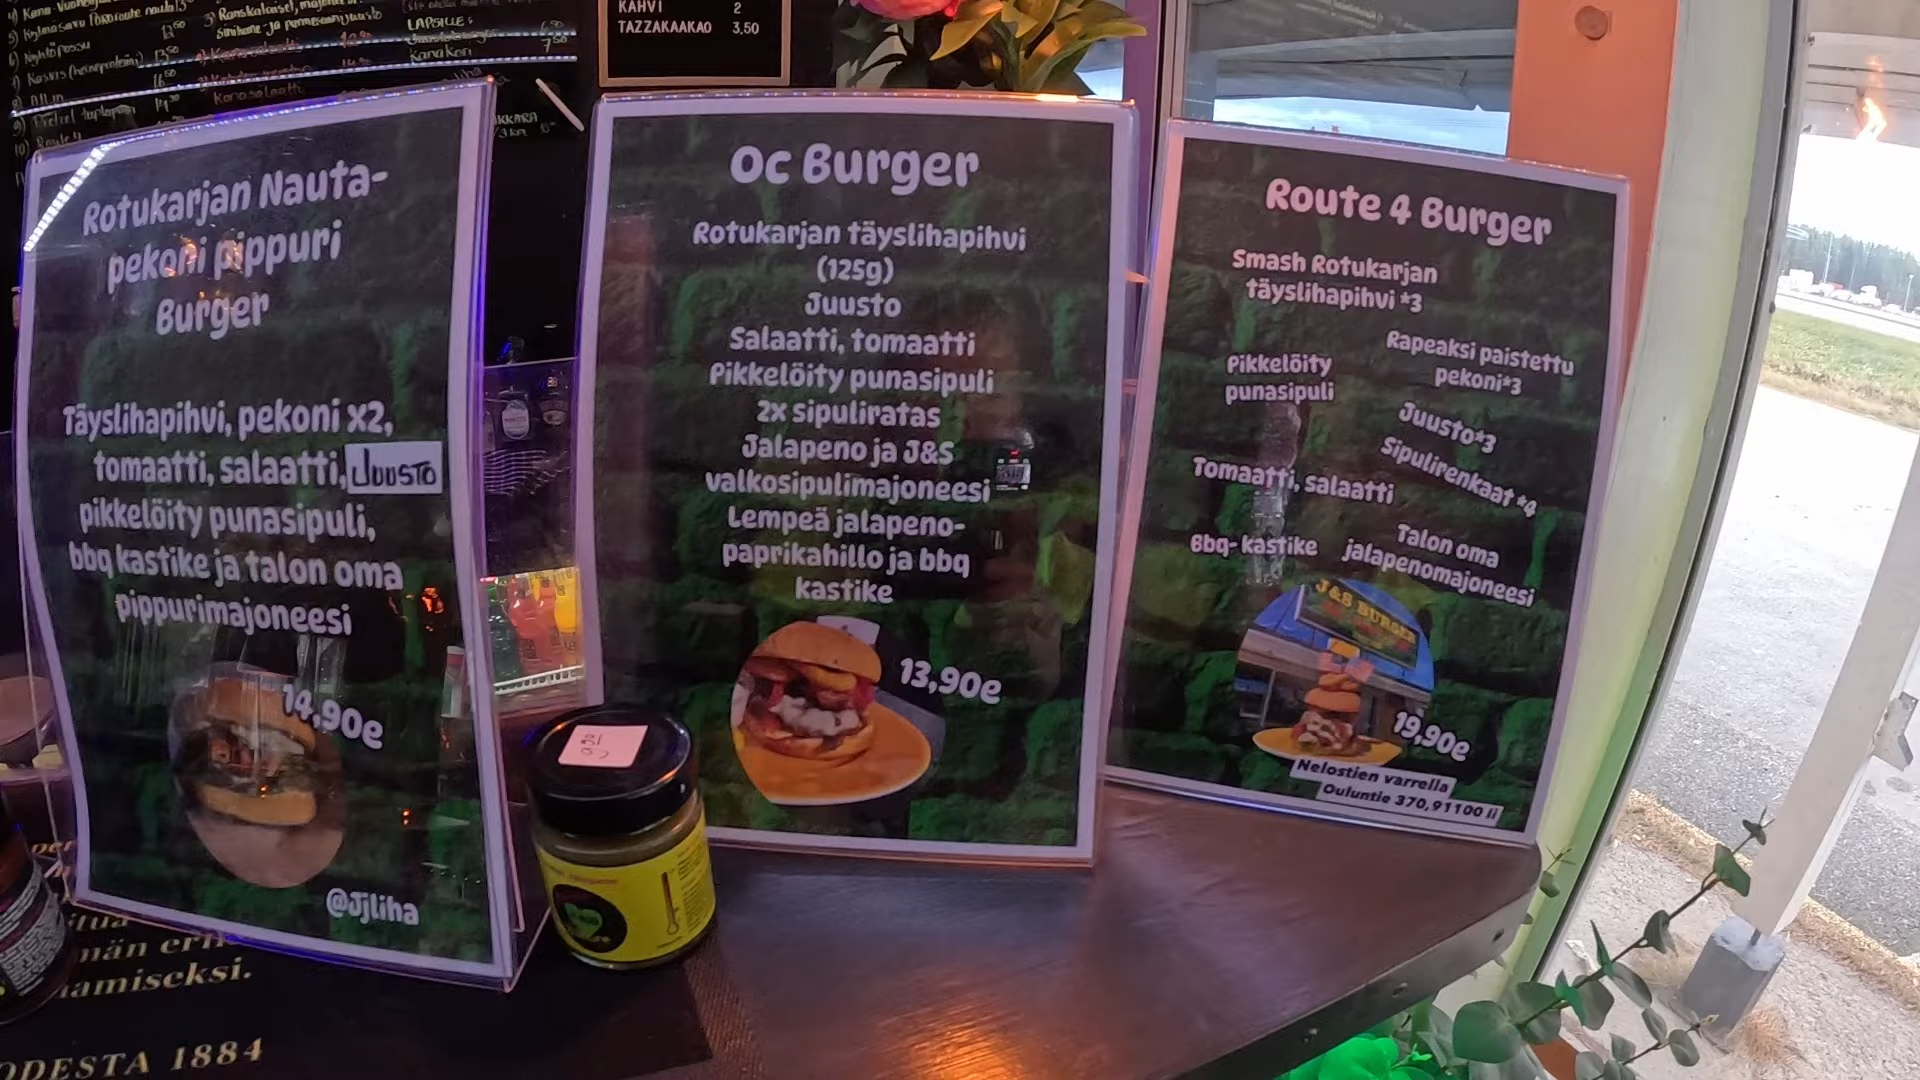 KAHVI 2
TAZZAKAAKAO 3,50
LAPSILLE:
Rotukarjan Nauta-
pekoni pippuri
Burger
Täyslihapihvi, pekoni x2,
tomaatti, salaatti, JUUSTO
pikkelöity punasipuli,
bbq kastike ja talon oma
pippurimajoneesi
14,90e
@Jjliha
Oc Burger
Rotukarjan täyslihapihvi
(125g)
Juusto
Salaatti, tomaatti
Pikkelöity punasipuli
2x sipuliratas
Jalapeno ja J&S
valkosipulimajoneesi
Lempeä jalapeno-
paprikahillo ja bbq
kastike
13,90e
Route 4 Burger
Smash Rotukarjan
täyslihapihvi *3
Rapeaksi paistettu
pekoni*3
Pikkelöity
punasipuli
Juusto*3
Sipulirenkaat *4
Tomaatti, salaatti
Talon oma
jalapenomajoneesi
Bbq- kastike
J&S BURGER
19,90e
Nelostien varrella
Ouluntie 370,91100 Ii
amiseksi.
ODESTA 1884